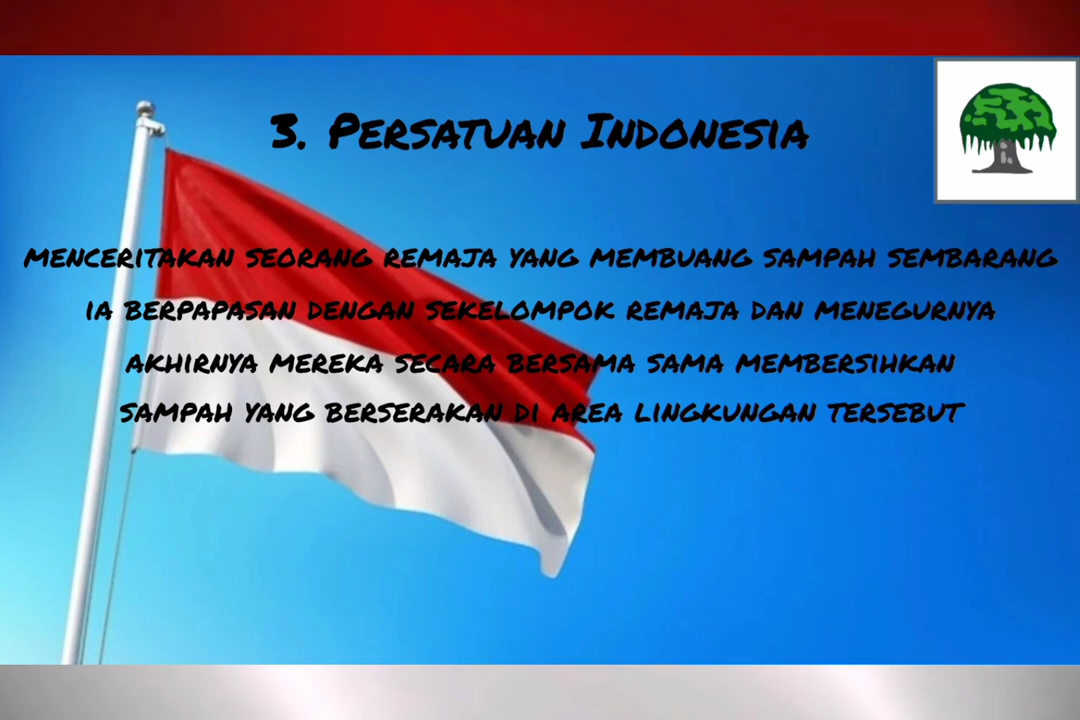 3. PERSATUAN INDONESIA
MENCERITAKAN SEORANG REMAJA YANG MEMBUANG SAMPAH SEMBARANG
IA BERPAPASAN DENGAN SEKELOMPOK REMAJA DAN MENEGURNYA
AKHIRNYA MEREKA SECARA BERSAMA SAMA MEMBERSIHKAN
SAMPAH YANG BERSERAKAN DI AREA LINGKUNGAN TERSEBUT